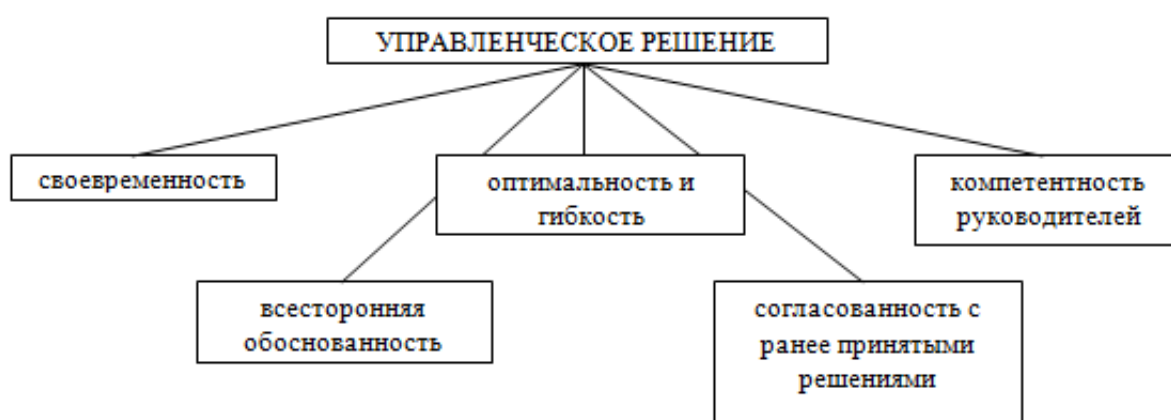 УПРАВЛЕНЧЕСКОЕ РЕШЕНИЕ
своевременность
оптимальность и
гибкость
компетентность
руководителей
всесторонняя
обоснованность
согласованность с
ранее принятыми
решениями